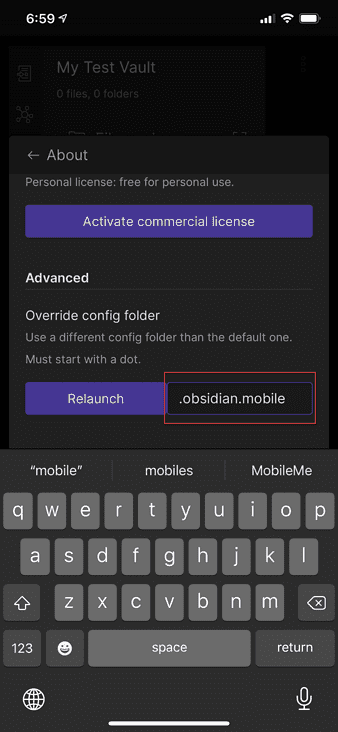 6:59
My Test Vault
0 files, 0 folders
← About
Personal license: free for personal use.
Activate commercial license
Advanced
Override config folder
Use a different config folder than the default one.
Must start with a dot.
Relaunch .obsidian.mobile
“mobile” mobiles MobileMe
q w e r t y u i o p
a s d f g h j k l
z x c v b n m
123 space return